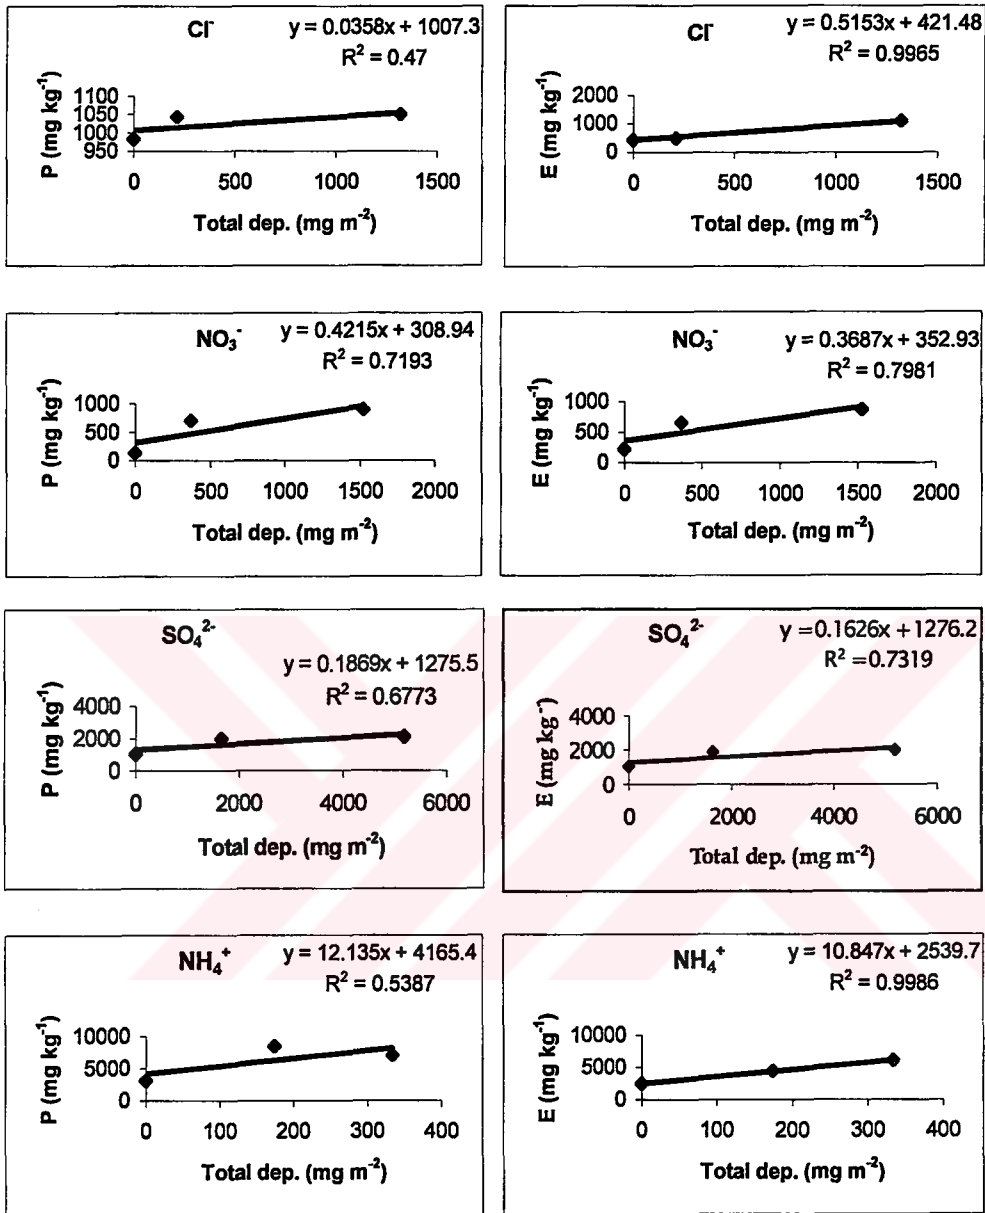 Cl⁻ y = 0.0358x + 1007.3
R² = 0.47
P (mg kg⁻¹)
1100
1050
1000
950
0 500 1000 1500
Total dep. (mg m⁻²)
Cl⁻ y = 0.5153x + 421.48
R² = 0.9965
E (mg kg⁻¹)
2000
1000
0
0 500 1000 1500
Total dep. (mg m⁻²)
NO₃⁻ y = 0.4215x + 308.94
R² = 0.7193
P (mg kg⁻¹)
1000
500
0
0 500 1000 1500 2000
Total dep. (mg m⁻²)
NO₃⁻ y = 0.3687x + 352.93
R² = 0.7981
E (mg kg⁻¹)
1000
500
0
0 500 1000 1500 2000
Total dep. (mg m⁻²)
SO₄²⁻
y = 0.1869x + 1275.5
R² = 0.6773
P (mg kg⁻¹)
4000
2000
0
0 2000 4000 6000
Total dep. (mg m⁻²)
SO₄²⁻ y =0.1626x +1276.2
R² =0.7319
E (mg kg⁻¹)
4000
2000
0
0 2000 4000 6000
Total dep. (mg m⁻²)
NH₄⁺ y = 12.135x + 4165.4
R² = 0.5387
P (mg kg⁻¹)
10000
5000
0
0 100 200 300 400
Total dep. (mg m⁻²)
NH₄⁺ y = 10.847x + 2539.7
R² = 0.9986
E (mg kg⁻¹)
10000
5000
0
0 100 200 300 400
Total dep. (mg m⁻²)